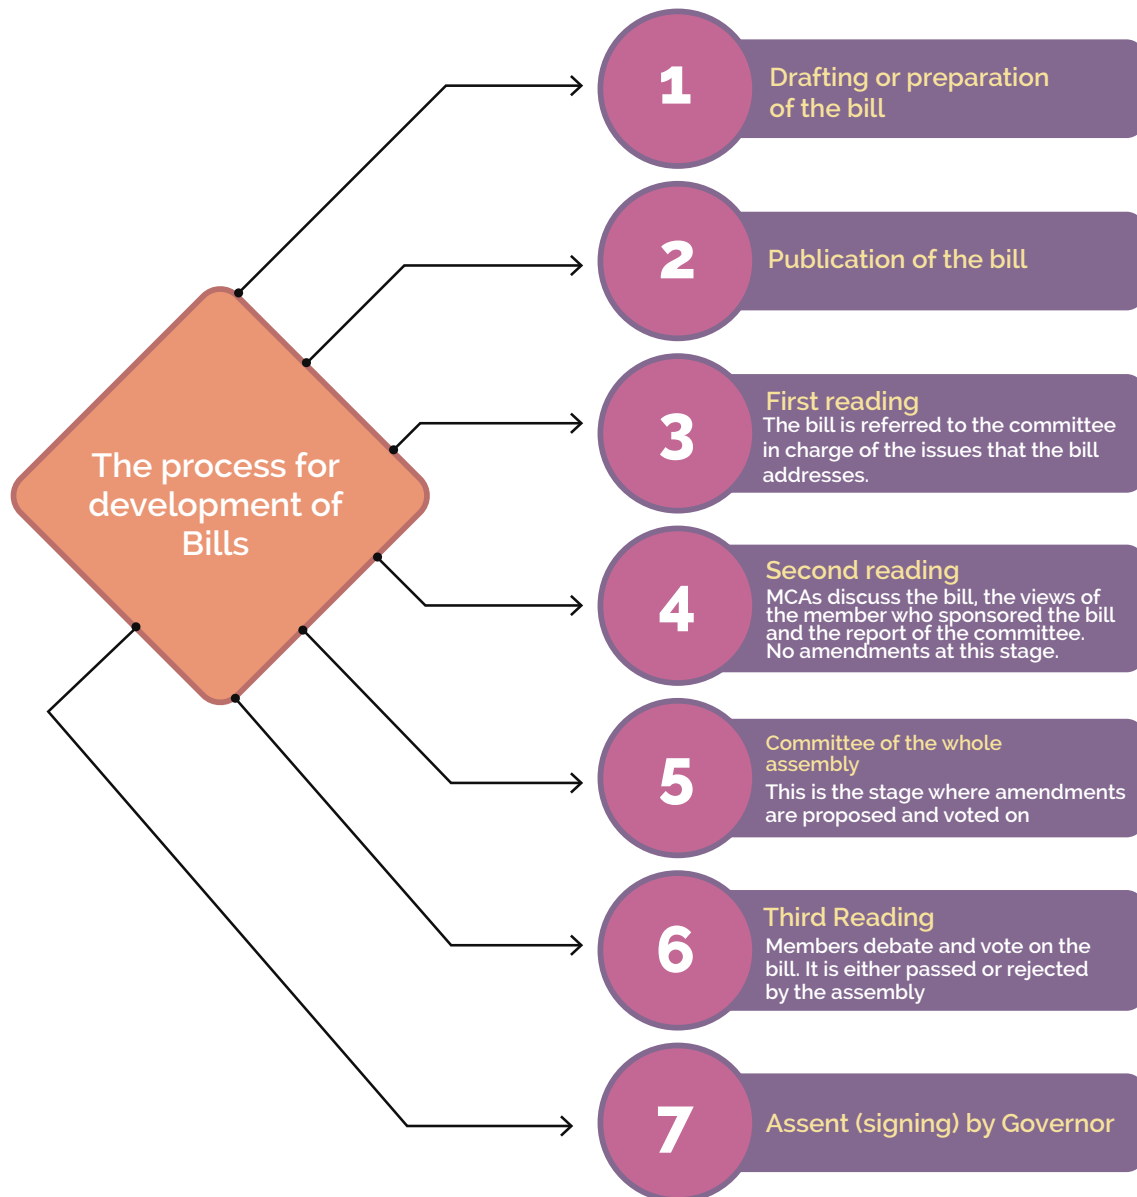 The process for
development of
Bills
1
Drafting or preparation
of the bill
2
Publication of the bill
3
First reading
The bill is referred to the committee
in charge of the issues that the bill
addresses.
4
Second reading
MCAs discuss the bill, the views of
the member who sponsored the bill
and the report of the committee.
No amendments at this stage.
5
Committee of the whole
assembly
This is the stage where amendments
are proposed and voted on
6
Third Reading
Members debate and vote on the
bill. It is either passed or rejected
by the assembly
7
Assent (signing) by Governor